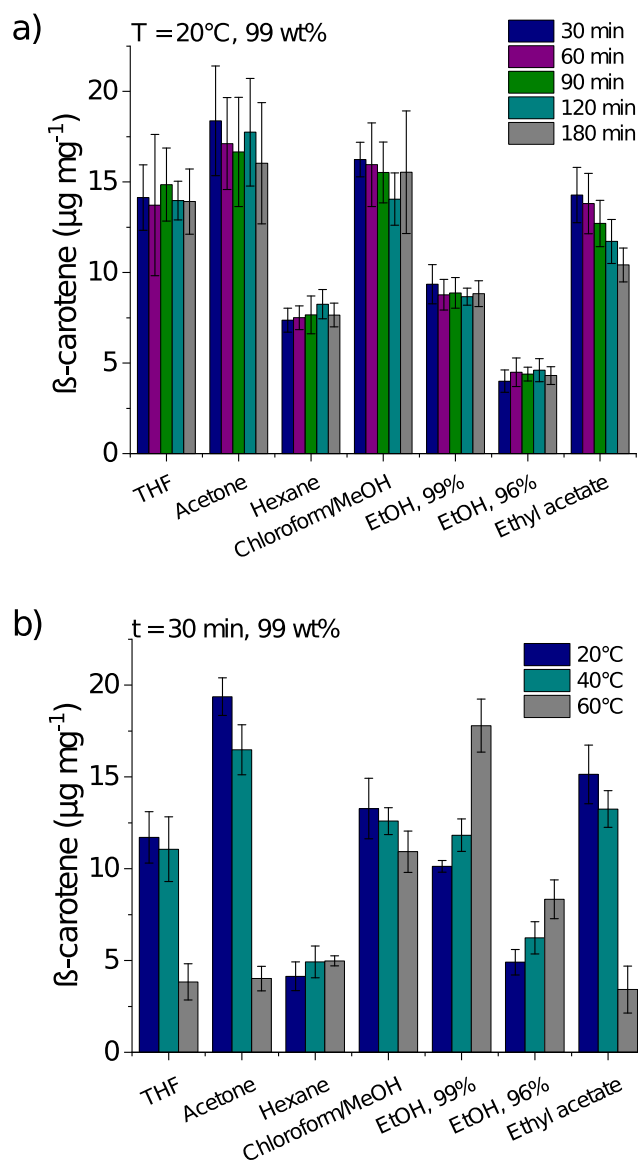 a)
T = 20°C, 99 wt%
30 min
60 min
90 min
120 min
180 min
ß-carotene (µg mg⁻¹)
20
15
10
5
0
THF
Acetone
Hexane
Chloroform/MeOH
EtOH, 99%
EtOH, 96%
Ethyl acetate
b)
t = 30 min, 99 wt%
20°C
40°C
60°C
ß-carotene (µg mg⁻¹)
20
15
10
5
0
THF
Acetone
Hexane
Chloroform/MeOH
EtOH, 99%
EtOH, 96%
Ethyl acetate